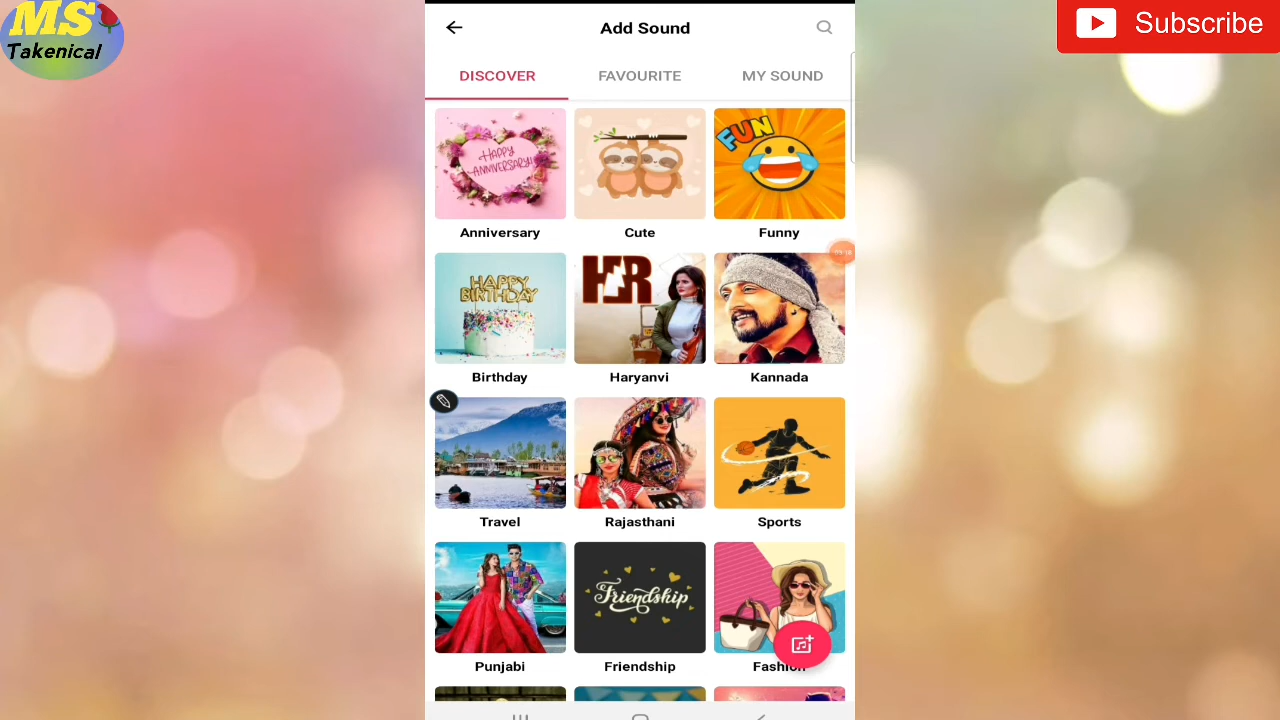 MS
Takenical
Subscribe
Add Sound
DISCOVER
FAVOURITE
MY SOUND
HAPPY
ANNIVERSARY!
FUN
Anniversary
Cute
Funny
HAPPY
BIRTHDAY
HR
Birthday
Haryanvi
Kannada
Travel
Rajasthani
Sports
Friendship
Punjabi
Friendship
Fashion